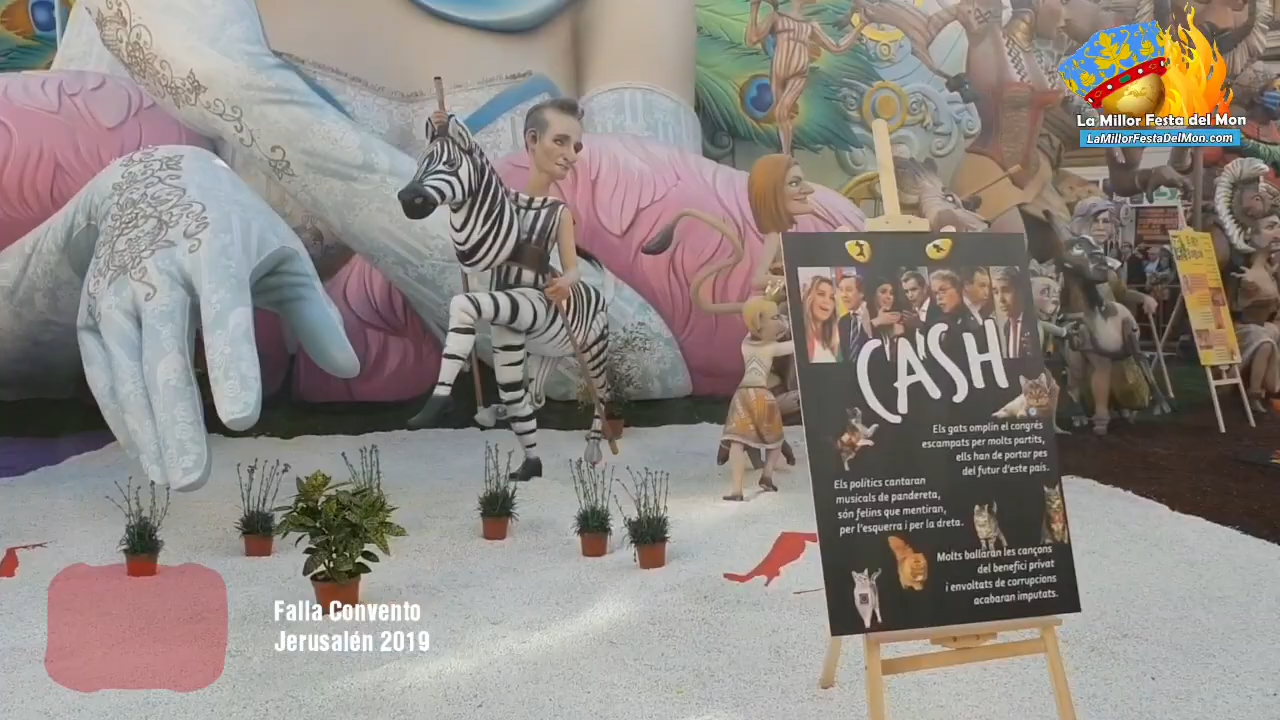 La Millor Festa del Mon
LaMillorFestaDelMon.com
CASH
Els gats omplin el congrés
escampats per molts partits,
ells han de portar pes
del futur d'este país.
Els polítics cantaran
musicals de pandereta,
són felins que mentiran,
per l'esquerra i per la dreta.
Molts ballaran les cançons
del benefici privat
i envoltats de corrupcions
acabaran imputats.
Falla Convento
Jerusalén 2019